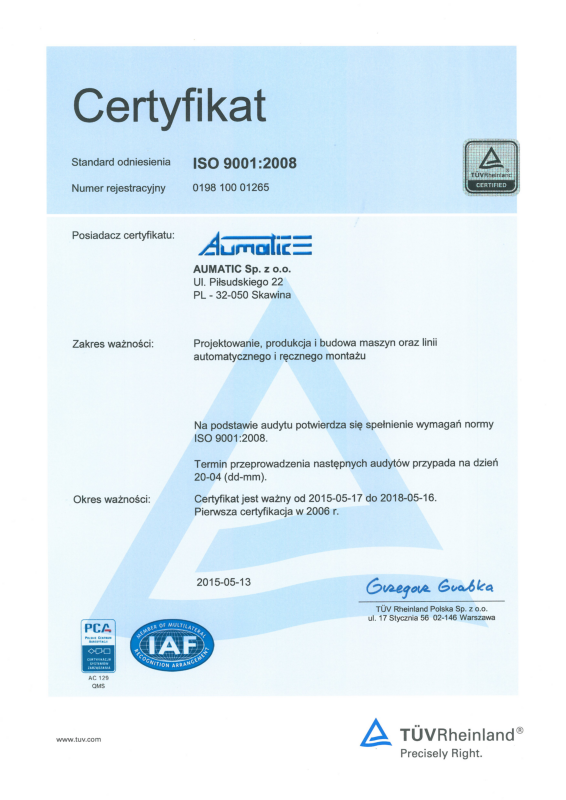 Certyfikat
Standard odniesienia ISO 9001:2008
Numer rejestracyjny 0198 100 01265
TÜVRheinland®
CERTIFIED
Posiadacz certyfikatu:
Aumatic
AUMATIC Sp. z o.o.
Ul. Piłsudskiego 22
PL - 32-050 Skawina
Zakres ważności: Projektowanie, produkcja i budowa maszyn oraz linii
automatycznego i ręcznego montażu
Na podstawie audytu potwierdza się spełnienie wymagań normy
ISO 9001:2008.
Termin przeprowadzenia następnych audytów przypada na dzień
20-04 (dd-mm).
Okres ważności: Certyfikat jest ważny od 2015-05-17 do 2018-05-16.
Pierwsza certyfikacja w 2006 r.
2015-05-13
Grzegorz Grabka
TÜV Rheinland Polska Sp. z o.o.
ul. 17 Stycznia 56 02-146 Warszawa
PCA
POLSKIE CENTRUM
AKREDYTACJI
CERTYFIKACJA
SYSTEMÓW
ZARZĄDZANIA
AC 129
QMS
MEMBER OF MULTILATERAL
IAF
RECOGNITION ARRANGEMENT
www.tuv.com
TÜVRheinland®
Precisely Right.